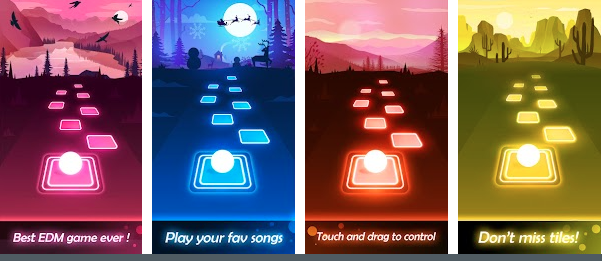 Best EDM game ever !
Play your fav songs
Touch and drag to control
Don't miss tiles!